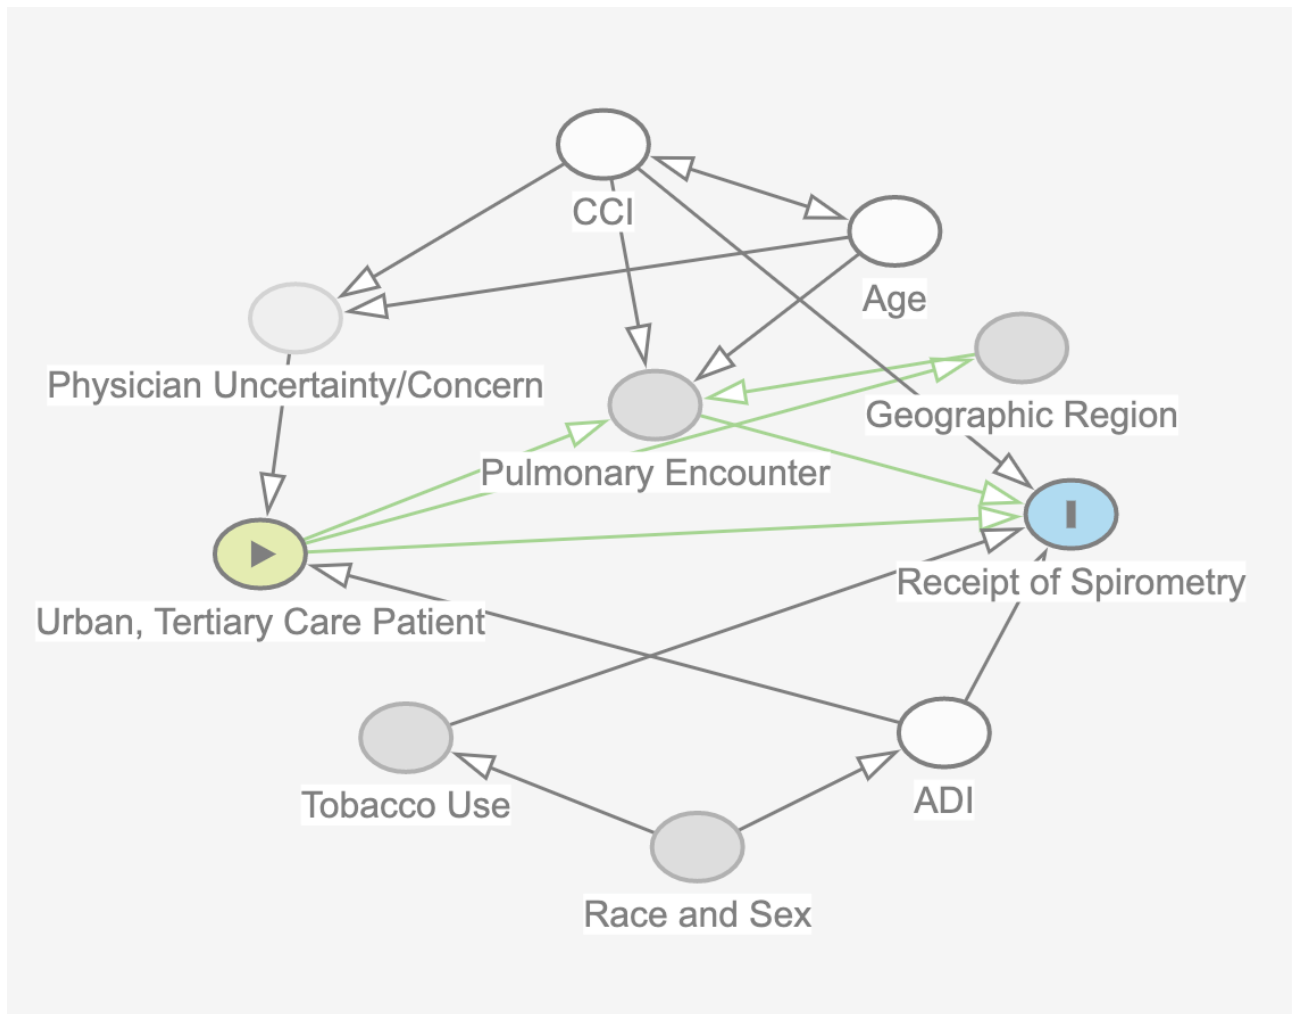 CCI
Age
Physician Uncertainty/Concern
Geographic Region
Pulmonary Encounter
Receipt of Spirometry
Urban, Tertiary Care Patient
Tobacco Use
ADI
Race and Sex